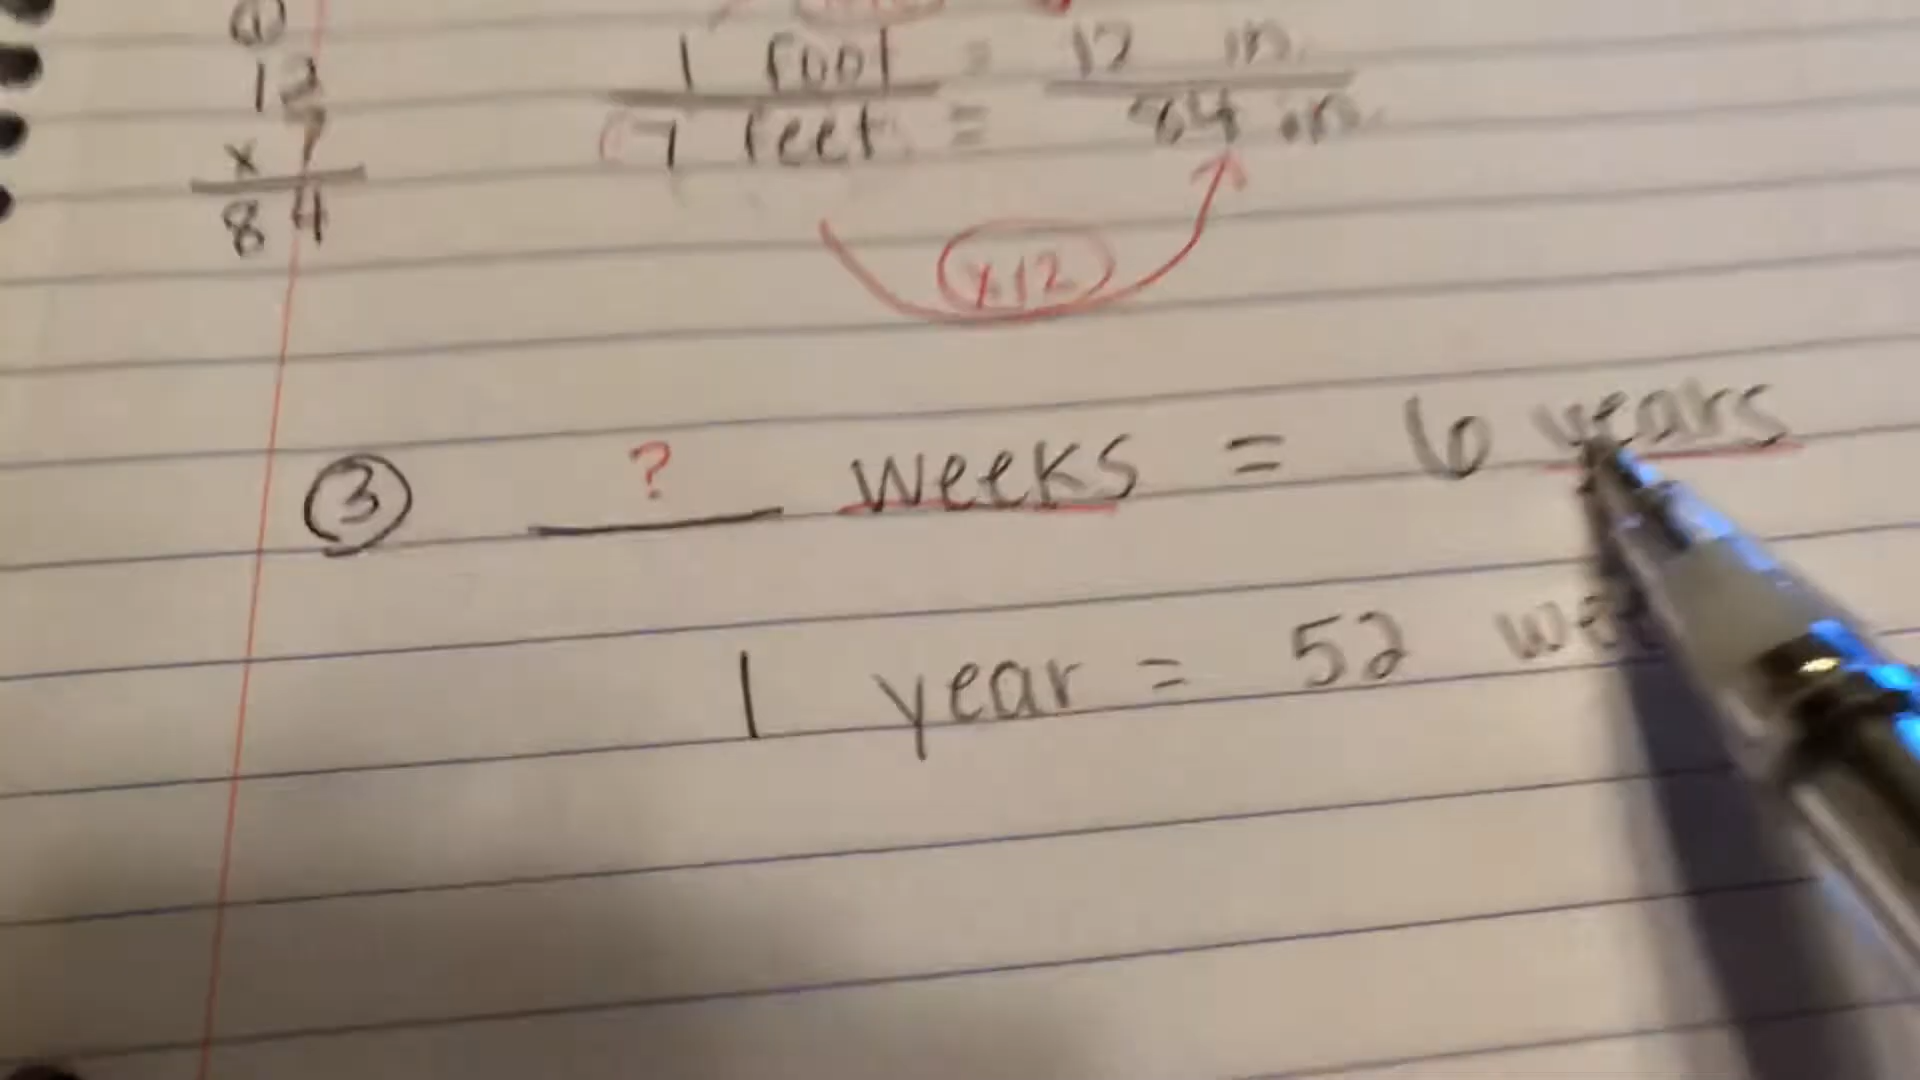 ①
12
x 7
84
1 foot = 12 in.
7 feet = 84 in.
x12
③ ? weeks = 6 years
1 year = 52